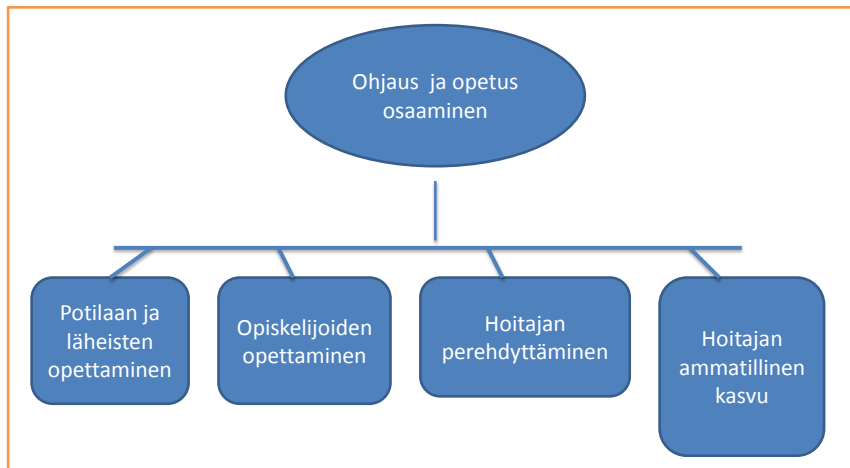 Ohjaus ja opetus
osaaminen
Potilaan ja
läheisten
opettaminen
Opiskelijoiden
opettaminen
Hoitajan
perehdyttäminen
Hoitajan
ammatillinen
kasvu